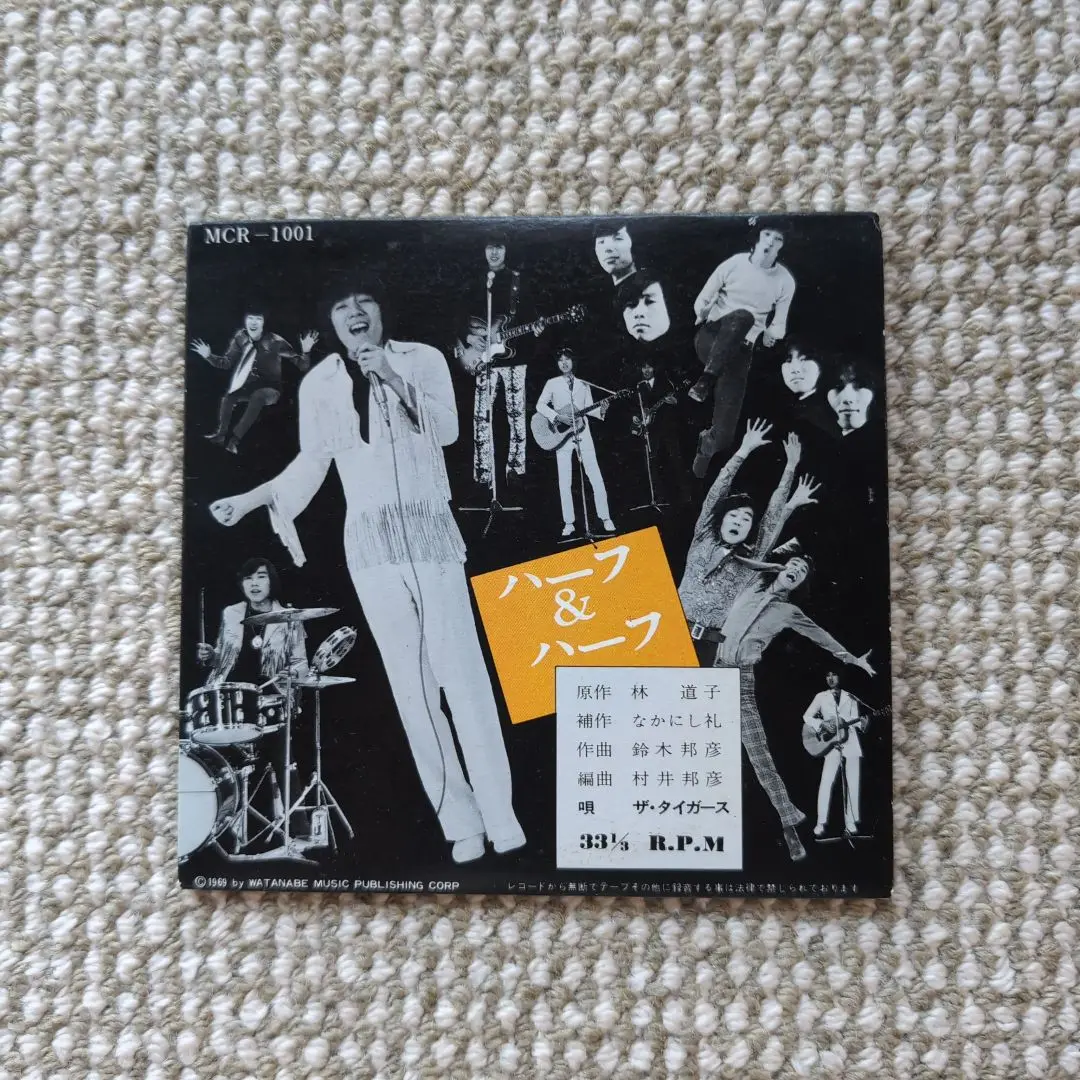 MCR－1001
ハーフ
&
ハーフ
原作 林 道子
補作 なかにし礼
作曲 鈴木邦彦
編曲 村井邦彦
唄 ザ・タイガース
33⅓ R.P.M
©1969 by WATANABE MUSIC PUBLISHING CORP
レコードから無断でテープその他に録音する事は法律で禁じられております